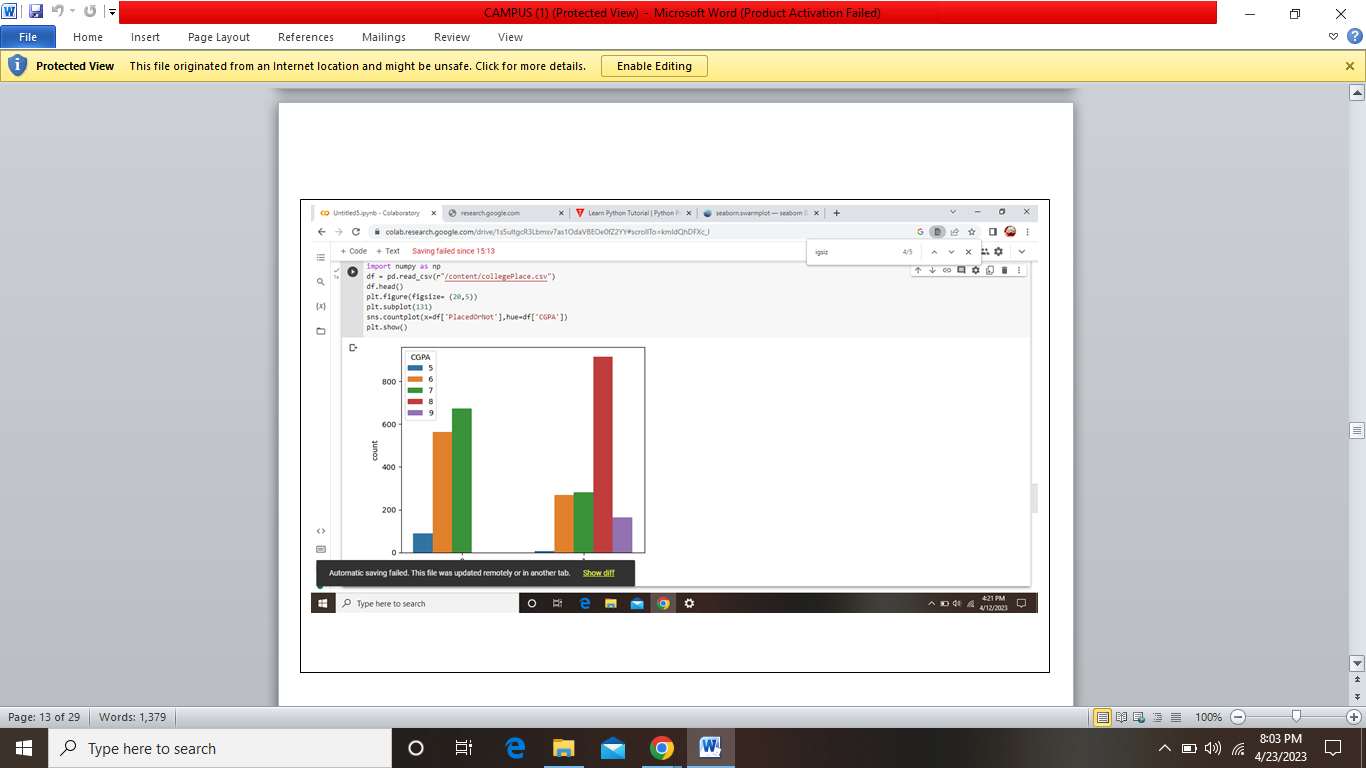 CAMPUS (1) (Protected View) - Microsoft Word (Product Activation Failed)
File Home Insert Page Layout References Mailings Review View
Protected View This file originated from an Internet location and might be unsafe. Click for more details. Enable Editing
Untitled5.ipynb - Colaboratory research.google.com Learn Python Tutorial | Python P seaborn.swarmplot — seaborn
colab.research.google.com/drive/
+ Code + Text Saving failed since 15:13
igsiz 4/5
import numpy as np
df = pd.read_csv(r"/content/collegePlace.csv")
df.head()
plt.figure(figsize= (20,5))
plt.subplot(131)
sns.countplot(x=df['PlacedOrNot'],hue=df['CGPA'])
plt.show()
{x}
CGPA
5
6
7
8
9
800
600
400
200
0
count
Automatic saving failed. This file was updated remotely or in another tab. Show diff
Type here to search
4:21 PM
4/12/2023
Page: 13 of 29 Words: 1,379 100%
Type here to search
8:03 PM
4/23/2023